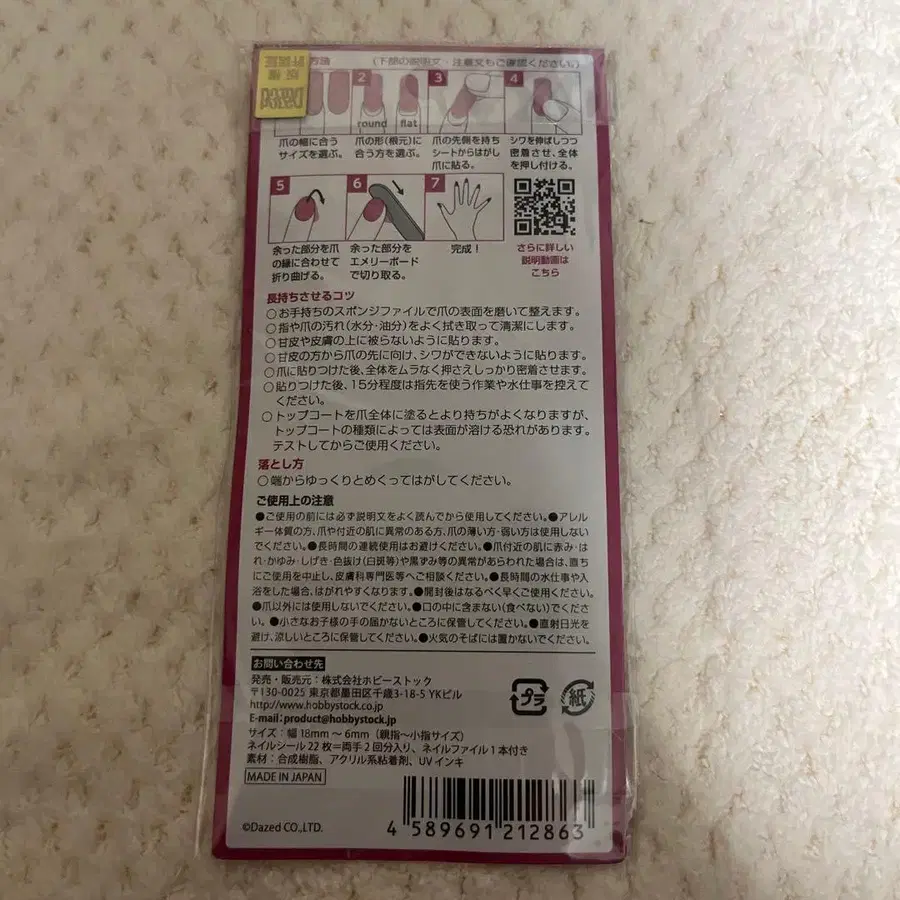 方法 (下部の説明文・注意文もご確認ください。)
2 3 4
round flat
爪の幅に合う
サイズを選ぶ。
爪の形(根元)に
合う方を選ぶ。
爪の先側を持ち
シートからはがし
爪に貼る。
シワを伸ばしつつ
密着させ、全体
を押し付ける。
5 6 7
余った部分を爪
の縁に合わせて
折り曲げる。
余った部分を
エメリーボード
で切り取る。
完成!
さらに詳しい
説明動画は
こちら
長持ちさせるコツ
○お手持ちのスポンジファイルで爪の表面を磨いて整えます。
○指や爪の汚れ(水分・油分)をよく拭き取って清潔にします。
○甘皮や皮膚の上に被らないように貼ります。
○甘皮の方から爪の先に向け、シワができないように貼ります。
○爪に貼りつけた後、全体をムラなく押さえしっかり密着させます。
○貼りつけた後、15分程度は指先を使う作業や水仕事を控えて
ください。
○トップコートを爪全体に塗るとより持ちがよくなりますが、
トップコートの種類によっては表面が溶ける恐れがあります。
テストしてからご使用ください。
落とし方
○端からゆっくりとめくってはがしてください。
ご使用上の注意
●ご使用の前には必ず説明文をよく読んでから使用してください。●アレル
ギー体質の方、爪や付近の肌に異常のある方、爪の薄い方・弱い方は使用しない
でください。●長時間の連続使用はお避けください。●爪付近の肌に赤み・は
れ・かゆみ・しげき・色抜け(白斑等)や黒ずみ等の異常があらわれた場合は、直ち
にご使用を中止し、皮膚科専門医等へご相談ください。●長時間の水仕事や入
浴をした場合、はがれやすくなります。●開封後はなるべく早くご使用ください。
●爪以外には使用しないでください。●口の中に含まない(食べない)でくださ
い。●小さなお子様の手の届かないところに保管してください。●直射日光を
避け、涼しいところに保管してください。●火気のそばには置かないでください。
お問い合わせ先
発売・販売元:株式会社ホビーストック
〒130-0025 東京都墨田区千歳3-18-5 YKビル
http://www.hobbystock.co.jp
E-mail:product@hobbystock.jp
サイズ:幅18mm~6mm(親指~小指サイズ)
ネイルシール22枚=両手2回分入り、ネイルファイル1本付き
素材:合成樹脂、アクリル系粘着剤、UVインキ
プラ 紙
MADE IN JAPAN
©Dazed CO.,LTD.
4 589691 212863